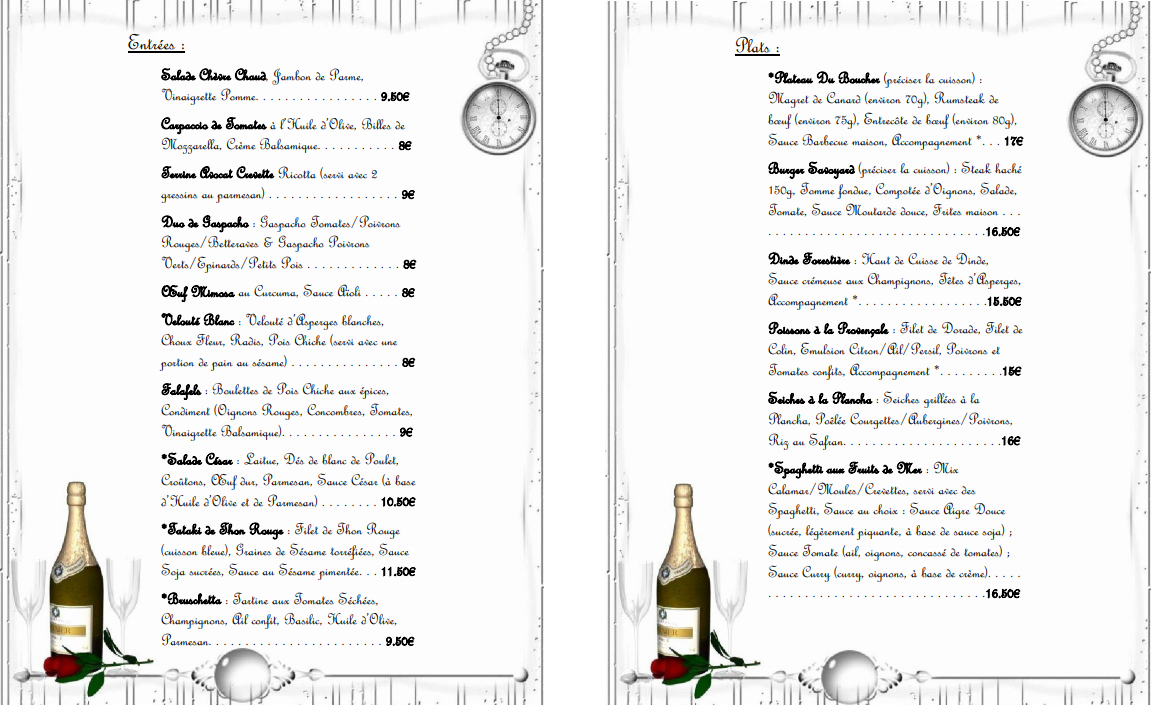 Entrées :
Salade Chèvre Chaud, Jambon de Parme,
Vinaigrette Pomme. . . . . . . . . . . . . . . . . 9.50€
Carpaccio de Tomates à l'Huile d'Olive, Billes de
Mozzarella, Crème Balsamique. . . . . . . . . . . 8€
Terrine Avocat Crevette Ricotta (servi avec 2
gressins au parmesan) . . . . . . . . . . . . . . . . . . 9€
Duo de Gaspacho : Gaspacho Tomates/Poivrons
Rouges/Betteraves & Gaspacho Poivrons
Verts/Epinards/Petits Pois . . . . . . . . . . . . . 8€
Œuf Mimosa au Curcuma, Sauce Aïoli . . . . . 8€
Velouté Blanc : Velouté d'Asperges blanches,
Choux Fleur, Radis, Pois Chiche (servi avec une
portion de pain au sésame) . . . . . . . . . . . . . . . 8€
Falafels : Boulettes de Pois Chiche aux épices,
Condiment (Oignons Rouges, Concombres, Tomates,
Vinaigrette Balsamique). . . . . . . . . . . . . . . . 9€
*Salade César : Laitue, Dés de blanc de Poulet,
Croûtons, Œuf dur, Parmesan, Sauce César (à base
d'Huile d'Olive et de Parmesan) . . . . . . . . 10.50€
*Tataki de Thon Rouge : Filet de Thon Rouge
(cuisson bleue), Graines de Sésame torréfiées, Sauce
Soja sucrées, Sauce au Sésame pimentée. . . 11.50€
*Bruschetta : Tartine aux Tomates Séchées,
Champignons, Ail confit, Basilic, Huile d'Olive,
Parmesan. . . . . . . . . . . . . . . . . . . . . . . . 9.50€
Plats :
*Plateau Du Boucher (préciser la cuisson) :
Magret de Canard (environ 70g), Rumsteak de
bœuf (environ 75g), Entrecôte de bœuf (environ 80g),
Sauce Barbecue maison, Accompagnement *. . . 17€
Burger Savoyard (préciser la cuisson) : Steak haché
150g, Tomme fondue, Compotée d'Oignons, Salade,
Tomate, Sauce Moutarde douce, Frites maison . . .
. . . . . . . . . . . . . . . . . . . . . . . . . . . . . .16.50€
Dinde Forestière : Haut de Cuisse de Dinde,
Sauce crémeuse aux Champignons, Têtes d'Asperges,
Accompagnement *. . . . . . . . . . . . . . . . . .15.50€
Poissons à la Provençale : Filet de Dorade, Filet de
Colin, Emulsion Citron/Ail/Persil, Poivrons et
Tomates confits, Accompagnement *. . . . . . . . .15€
Seiches à la Plancha : Seiches grillées à la
Plancha, Poêlée Courgettes/Aubergines/Poivrons,
Riz au Safran. . . . . . . . . . . . . . . . . . . . . .16€
*Spaghetti aux Fruits de Mer : Mix
Calamar/Moules/Crevettes, servi avec des
Spaghetti, Sauce au choix : Sauce Aigre Douce
(sucrée, légèrement piquante, à base de sauce soja) ;
Sauce Tomate (ail, oignons, concassé de tomates) ;
Sauce Curry (curry, oignons, à base de crème). . . . .
. . . . . . . . . . . . . . . . . . . . . . . . . . . . . .16.50€